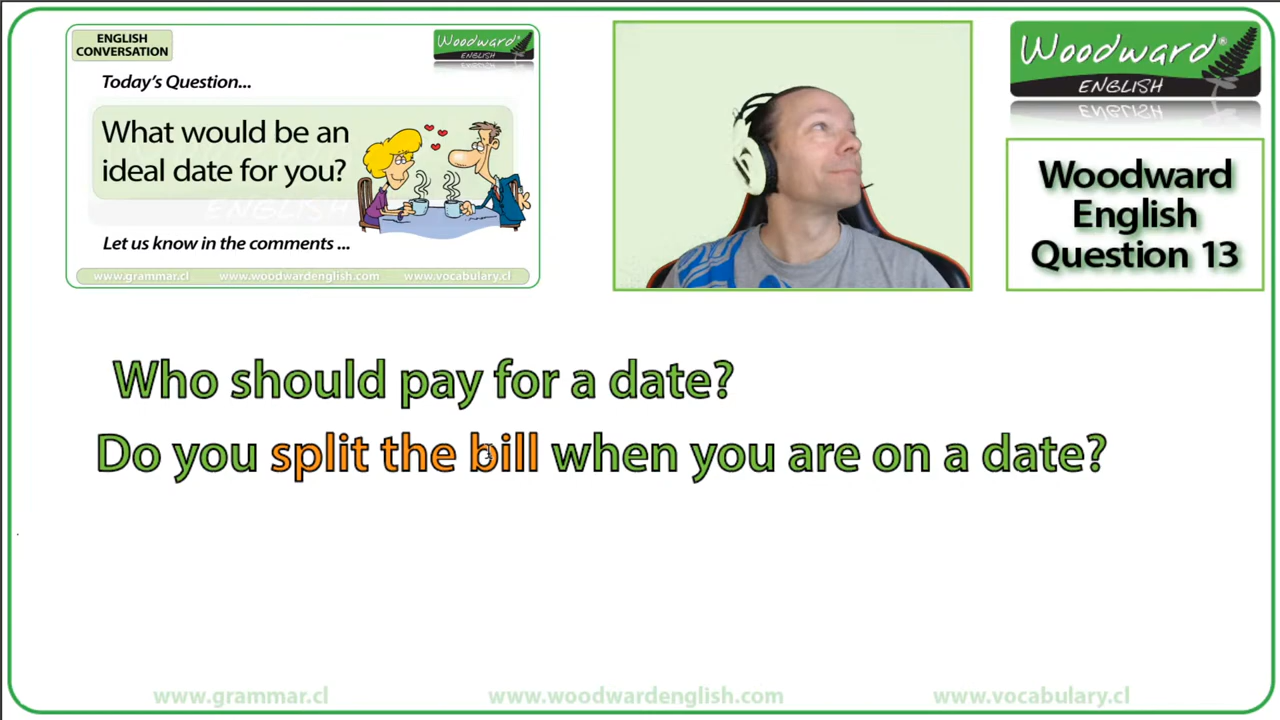 ENGLISH
CONVERSATION
Woodward
ENGLISH
Today's Question...
What would be an
ideal date for you?
Let us know in the comments ...
www.grammar.cl www.woodwardenglish.com www.vocabulary.cl
Woodward®
ENGLISH
Woodward
English
Question 13
Who should pay for a date?
Do you split the bill when you are on a date?
www.grammar.cl www.woodwardenglish.com www.vocabulary.cl